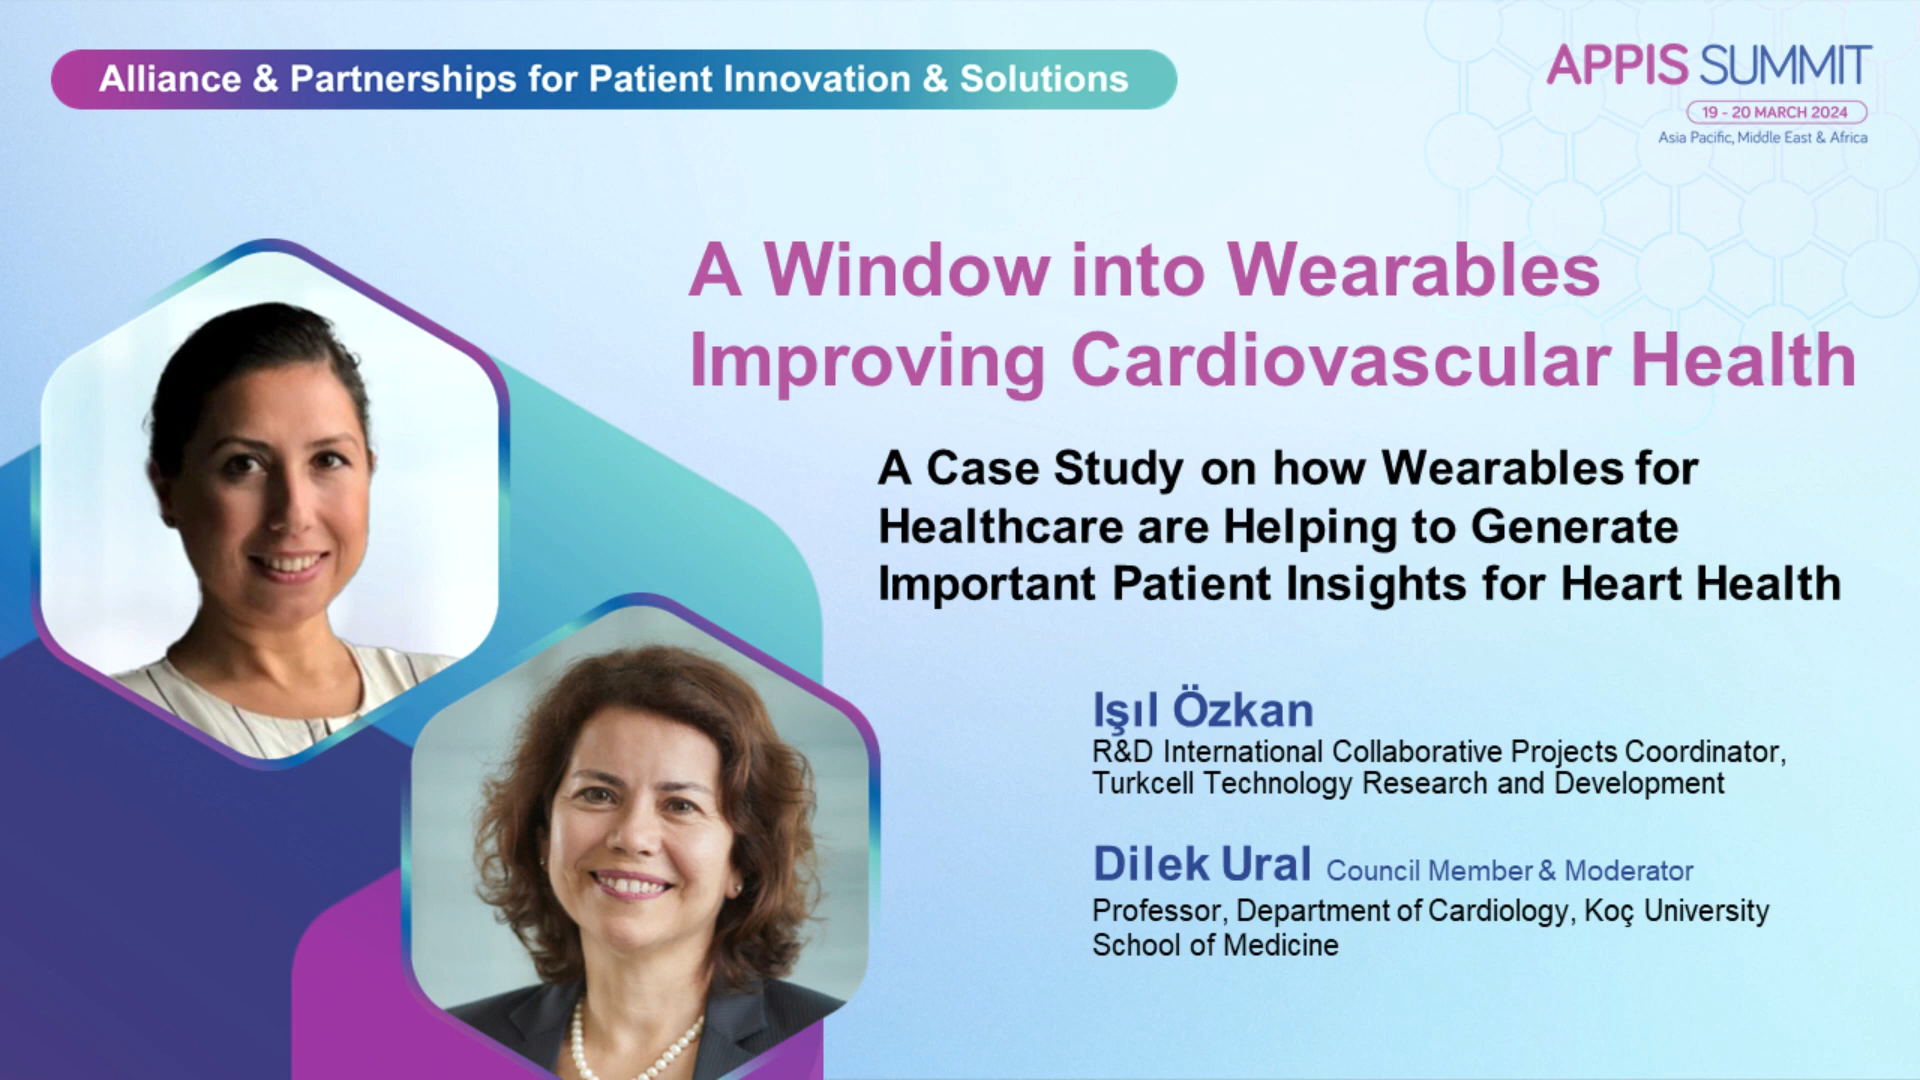 Alliance & Partnerships for Patient Innovation & Solutions
APPIS SUMMIT
19 - 20 MARCH 2024
Asia Pacific, Middle East & Africa
A Window into Wearables
Improving Cardiovascular Health
A Case Study on how Wearables for
Healthcare are Helping to Generate
Important Patient Insights for Heart Health
Işıl Özkan
R&D International Collaborative Projects Coordinator,
Turkcell Technology Research and Development
Dilek Ural Council Member & Moderator
Professor, Department of Cardiology, Koç University
School of Medicine